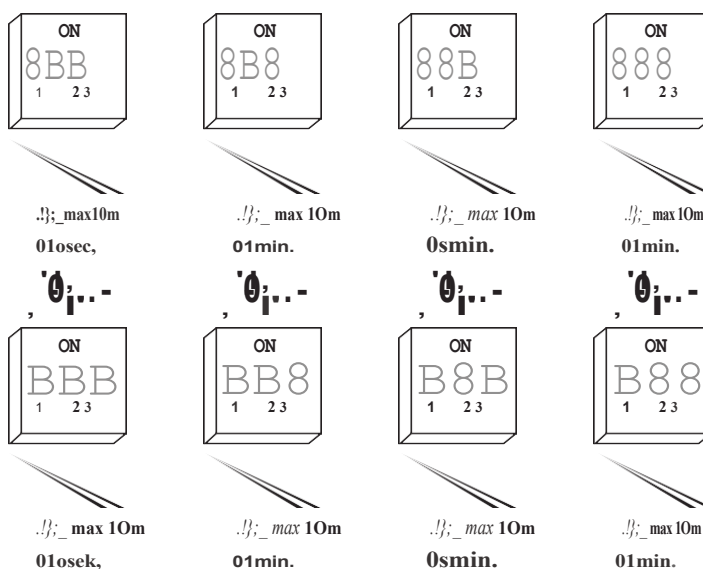 ON ON ON ON
8BB 8B8 88B 888
1 2 3 1 2 3 1 2 3 1 2 3
.!};_max10m .!};_ max 1Om .!};_ max 1Om .!};_ max 1Om
01osec, 01min. 0smin. 01min.
ON ON ON ON
BBB BB8 B8B B88
1 2 3 1 2 3 1 2 3 1 2 3
.!};_ max 1Om .!};_ max 1Om .!};_ max 1Om .!};_ max 1Om
01osek, 01min. 0smin. 01min.